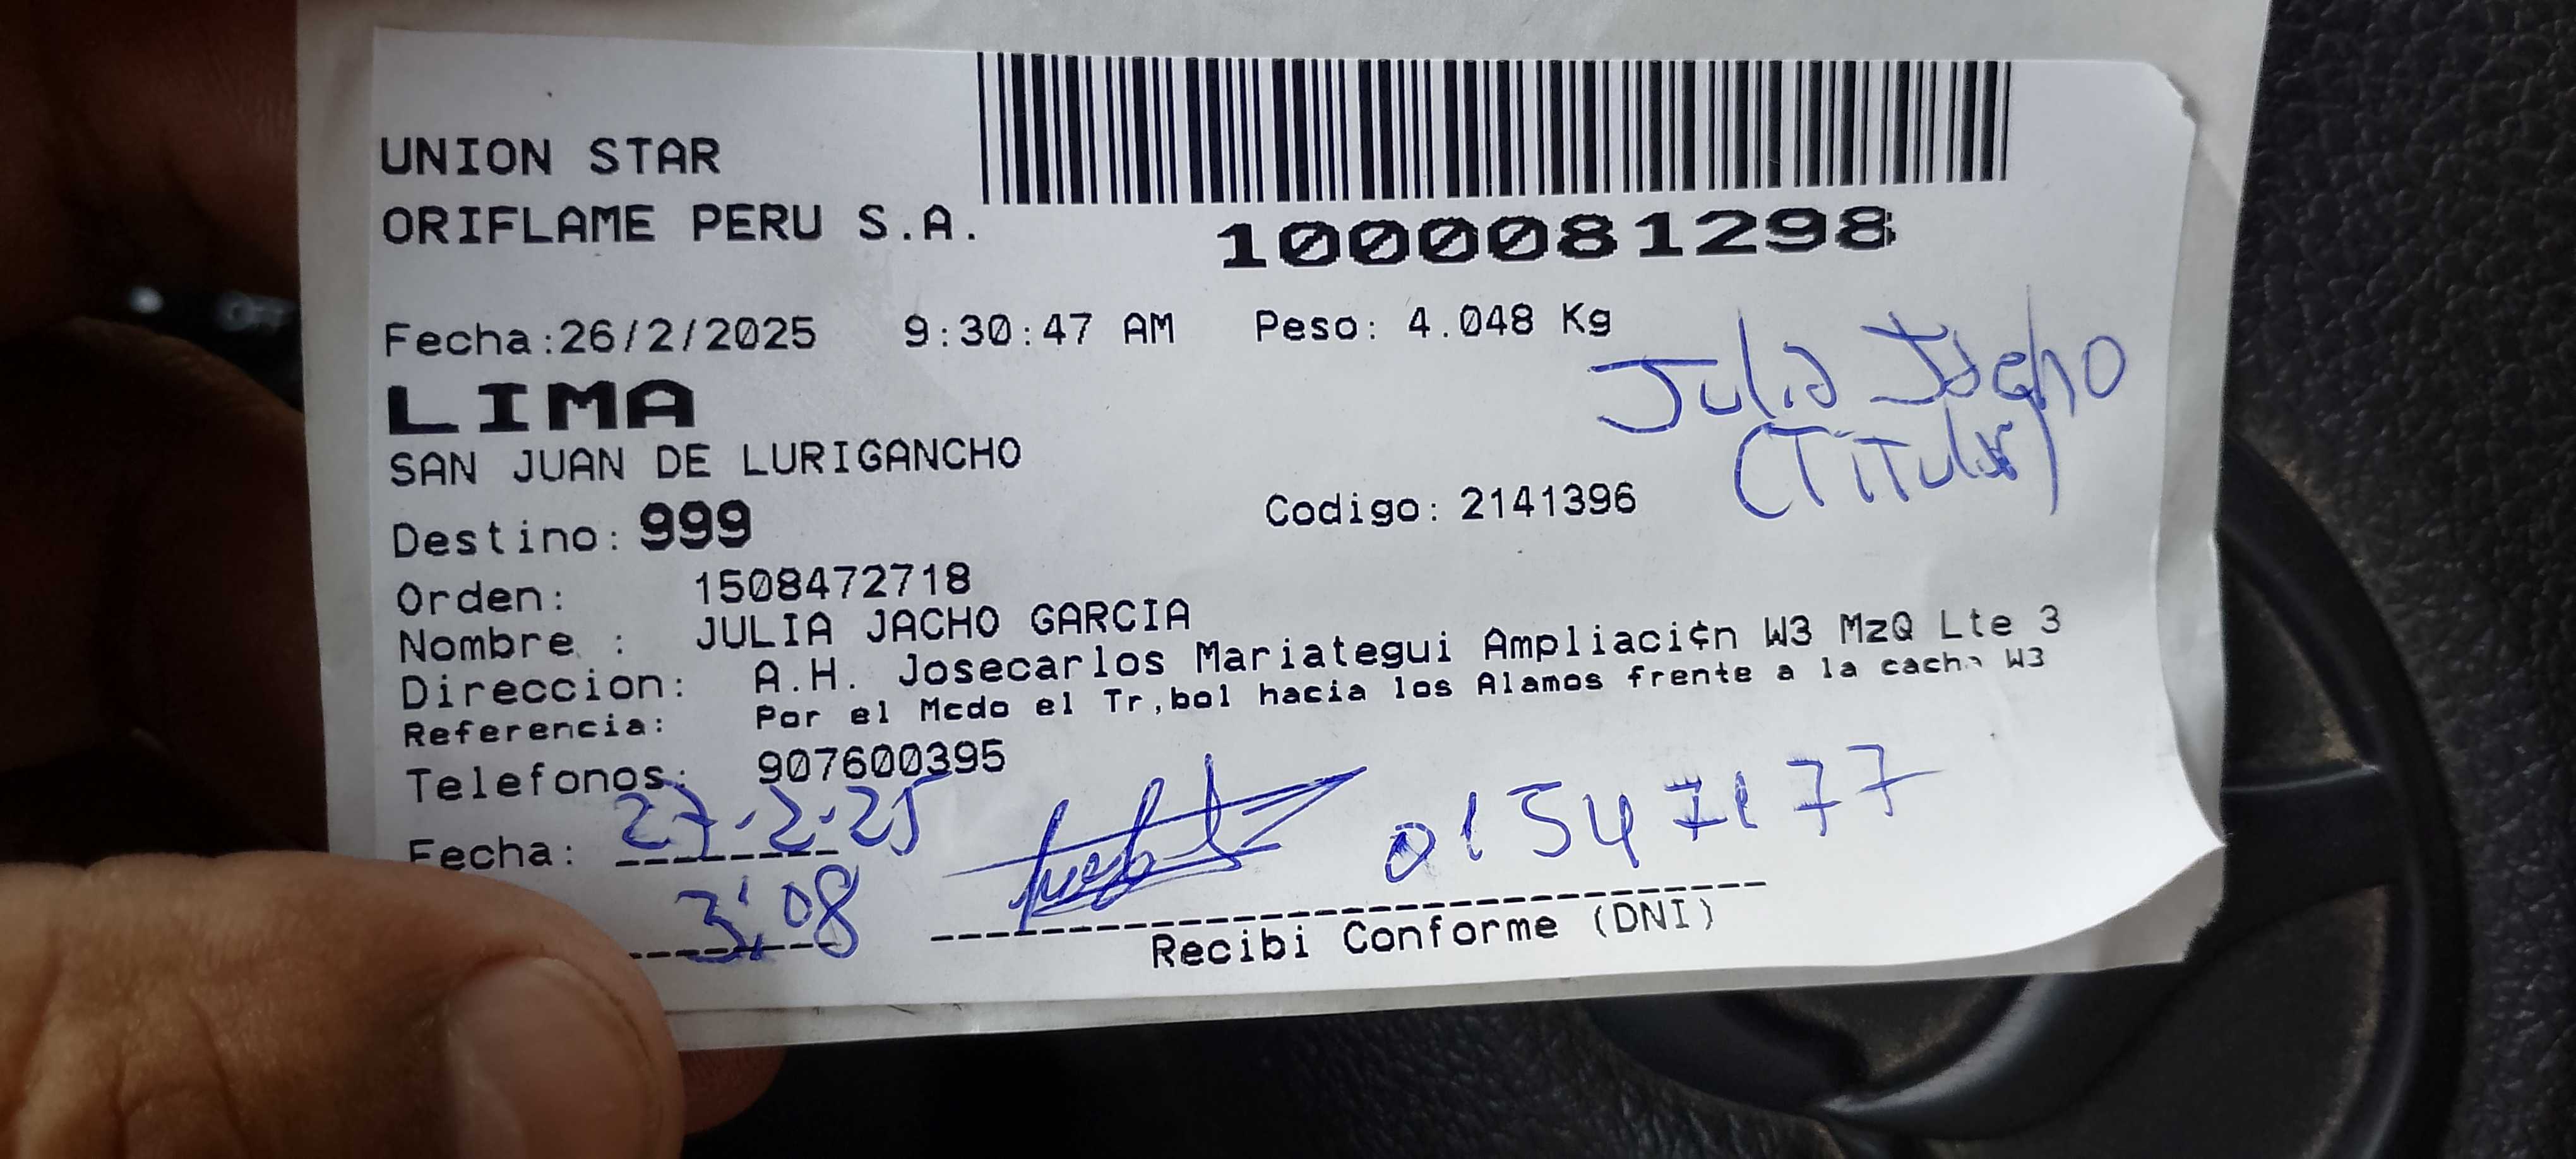 UNION STAR
ORIFLAME PERU S.A.
1000081298
Fecha:26/2/2025 9:30:47 AM Peso: 4.048 Kg
Julia Jacho
(Titular)
LIMA
SAN JUAN DE LURIGANCHO
Destino: 999 Codigo: 2141396
Orden: 1508472718
Nombre : JULIA JACHO GARCIA
Direccion: A.H. Josecarlos Mariategui Ampliaci¢n W3 MzQ Lte 3
Referencia: Por el Mcdo el Tr,bol hacia los Alamos frente a la W3
Telefonos: 907600395
Fecha: 27-2-25
3:08
Recibi Conforme (DNI)